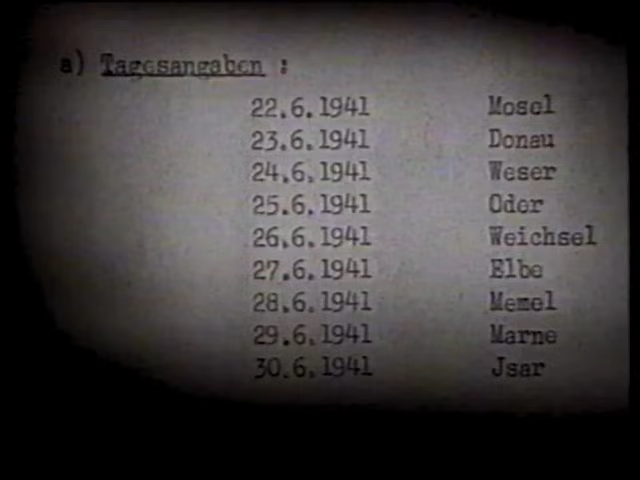 a) Tagesangaben :
22.6.1941 Mosel
23.6.1941 Donau
24.6.1941 Weser
25.6.1941 Oder
26.6.1941 Weichsel
27.6.1941 Elbe
28.6.1941 Memel
29.6.1941 Marne
30.6.1941 Jsar